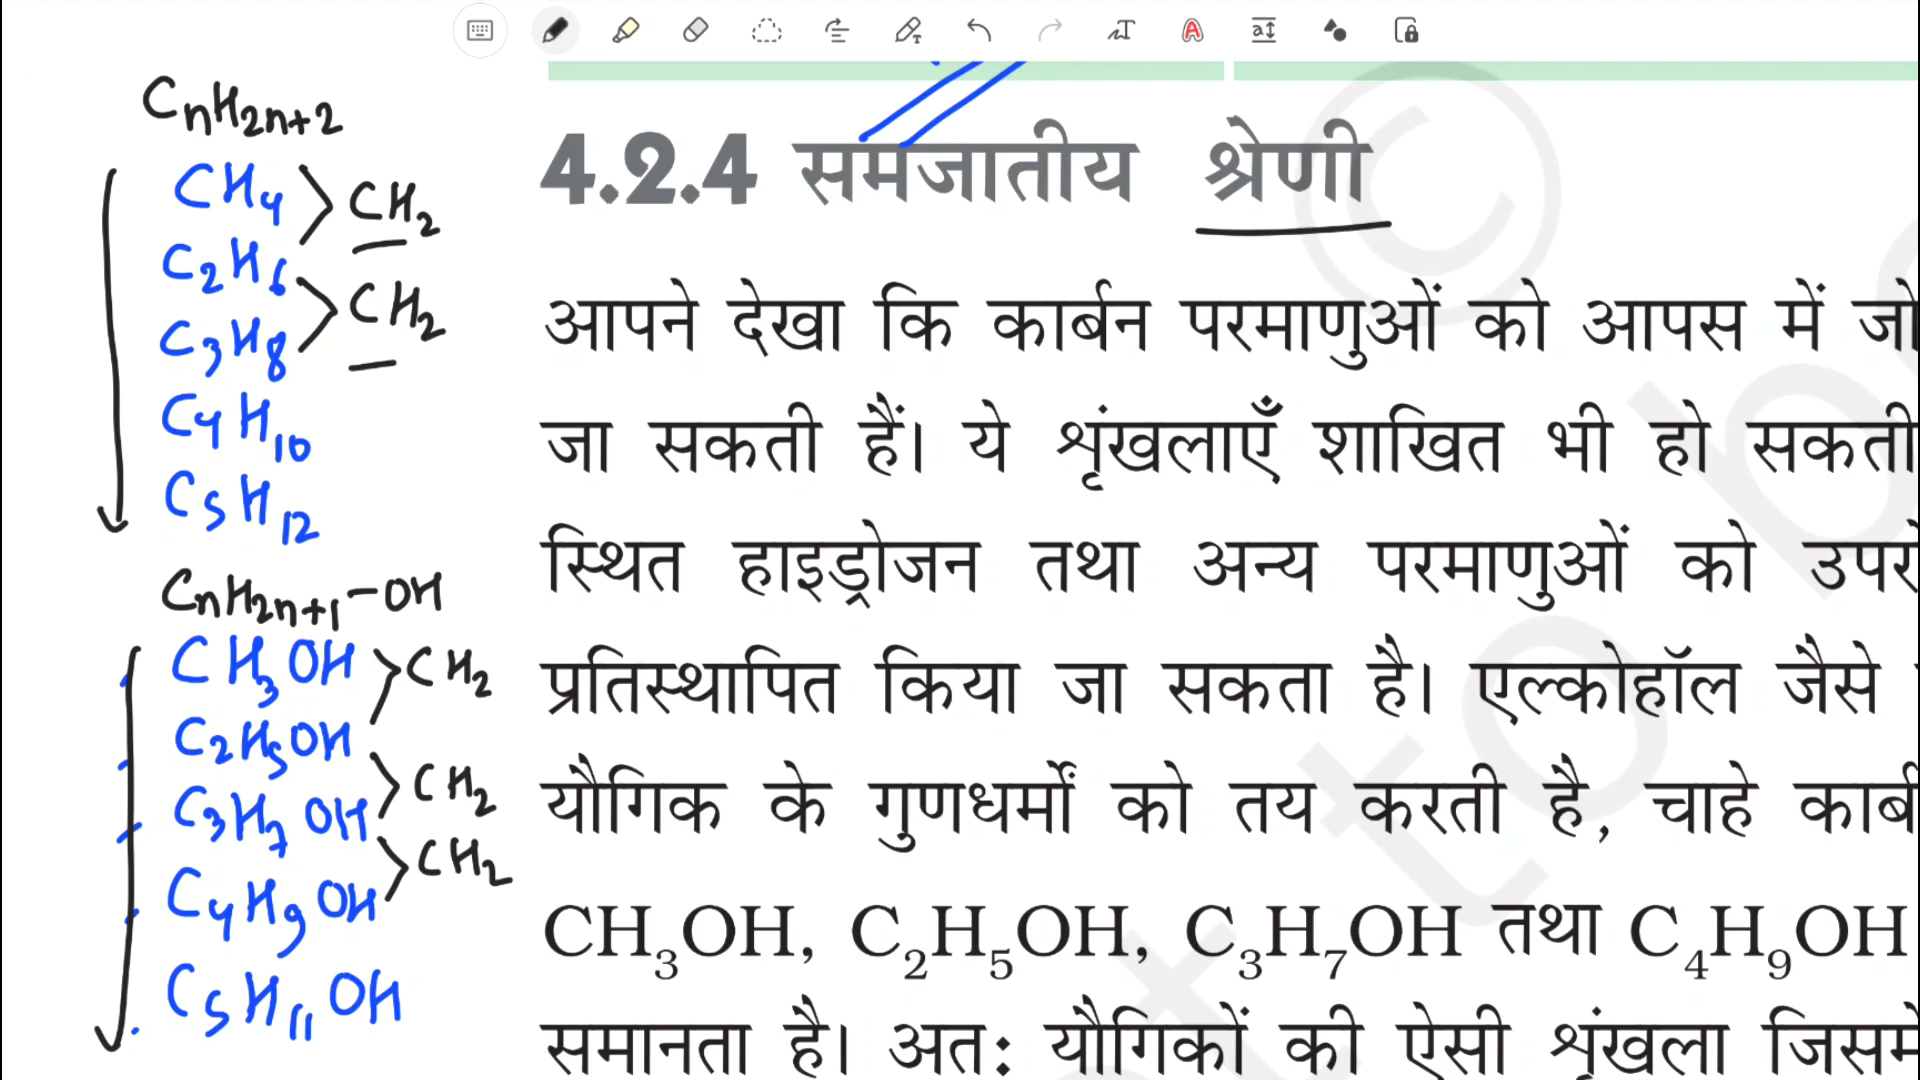 CnH2n+2
CH4 > CH2
C2H6
C3H8 > CH2
C4H10
C5H12
CnH2n+1-OH
CH3OH > CH2
C2H5OH
C3H7OH > CH2
C4H9OH > CH2
C5H11OH
4.2.4 समजातीय श्रेणी
आपने देखा कि कार्बन परमाणुओं को आपस में जो
जा सकती हैं। ये शृंखलाएँ शाखित भी हो सकती
स्थित हाइड्रोजन तथा अन्य परमाणुओं को उपरो
प्रतिस्थापित किया जा सकता है। एल्कोहॉल जैसे
यौगिक के गुणधर्मों को तय करती है, चाहे कार्ब
CH3OH, C2H5OH, C3H7OH तथा C4H9OH
समानता है। अतः यौगिकों की ऐसी शृंखला जिसमे